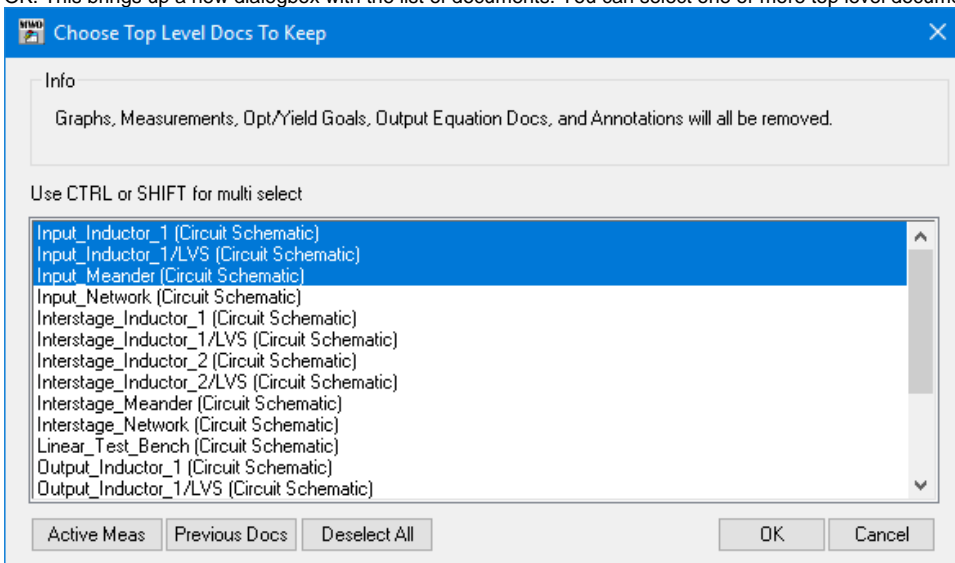 OK. This brings up a new dialogbox with the list of documents. You can select one or more top level docume
Choose Top Level Docs To Keep
Info
Graphs, Measurements, Opt/Yield Goals, Output Equation Docs, and Annotations will all be removed.
Use CTRL or SHIFT for multi select
Input_Inductor_1 (Circuit Schematic)
Input_Inductor_1/LVS (Circuit Schematic)
Input_Meander (Circuit Schematic)
Input_Network (Circuit Schematic)
Interstage_Inductor_1 (Circuit Schematic)
Interstage_Inductor_1/LVS (Circuit Schematic)
Interstage_Inductor_2 (Circuit Schematic)
Interstage_Inductor_2/LVS (Circuit Schematic)
Interstage_Meander (Circuit Schematic)
Interstage_Network (Circuit Schematic)
Linear_Test_Bench (Circuit Schematic)
Output_Inductor_1 (Circuit Schematic)
Output_Inductor_1/LVS (Circuit Schematic)
Active Meas Previous Docs Deselect All OK Cancel